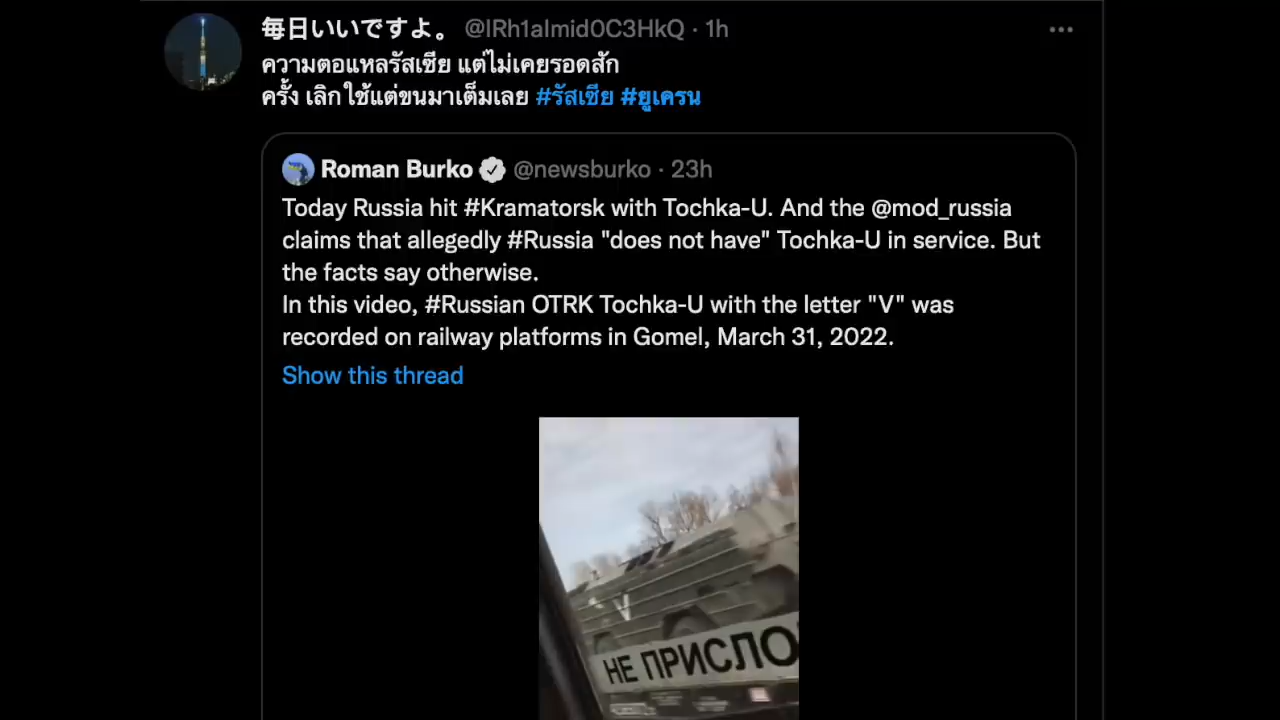 毎日いいですよ。 @IRh1aImid0C3HkQ · 1h
ความตอแหลรัสเซีย แต่ไม่เคยรอดสัก
ครั้ง เลิกใช้แต่ขนมาเต็มเลย #รัสเซีย #ยูเครน
Roman Burko @newsburko · 23h
Today Russia hit #Kramatorsk with Tochka-U. And the @mod_russia
claims that allegedly #Russia "does not have" Tochka-U in service. But
the facts say otherwise.
In this video, #Russian OTRK Tochka-U with the letter "V" was
recorded on railway platforms in Gomel, March 31, 2022.
Show this thread
V
НЕ ПРИСЛО